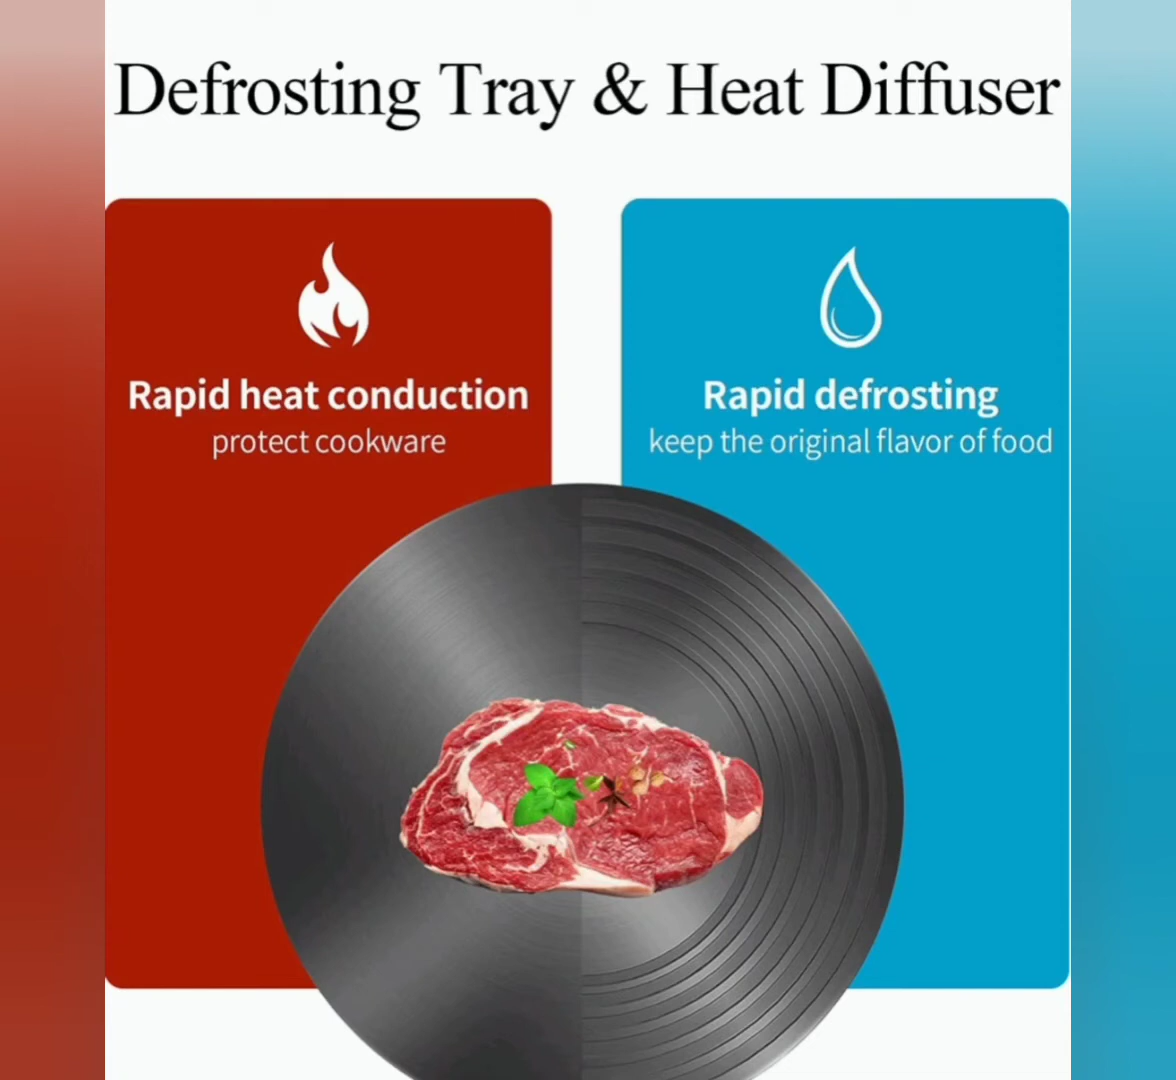 Defrosting Tray & Heat Diffuser
Rapid heat conduction
protect cookware
Rapid defrosting
keep the original flavor of food